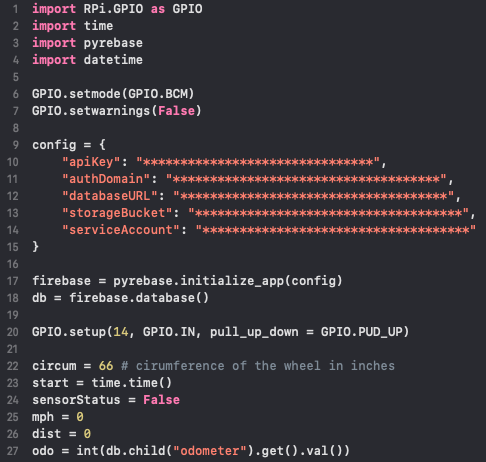 1 import RPi.GPIO as GPIO
2 import time
3 import pyrebase
4 import datetime
5
6 GPIO.setmode(GPIO.BCM)
7 GPIO.setwarnings(False)
8
9 config = {
10     "apiKey": "*******************************",
11     "authDomain": "************************************",
12     "databaseURL": "************************************",
13     "storageBucket": "************************************",
14     "serviceAccount": "************************************"
15 }
16
17 firebase = pyrebase.initialize_app(config)
18 db = firebase.database()
19
20 GPIO.setup(14, GPIO.IN, pull_up_down = GPIO.PUD_UP)
21
22 circum = 66 # cirumference of the wheel in inches
23 start = time.time()
24 sensorStatus = False
25 mph = 0
26 dist = 0
27 odo = int(db.child("odometer").get().val())